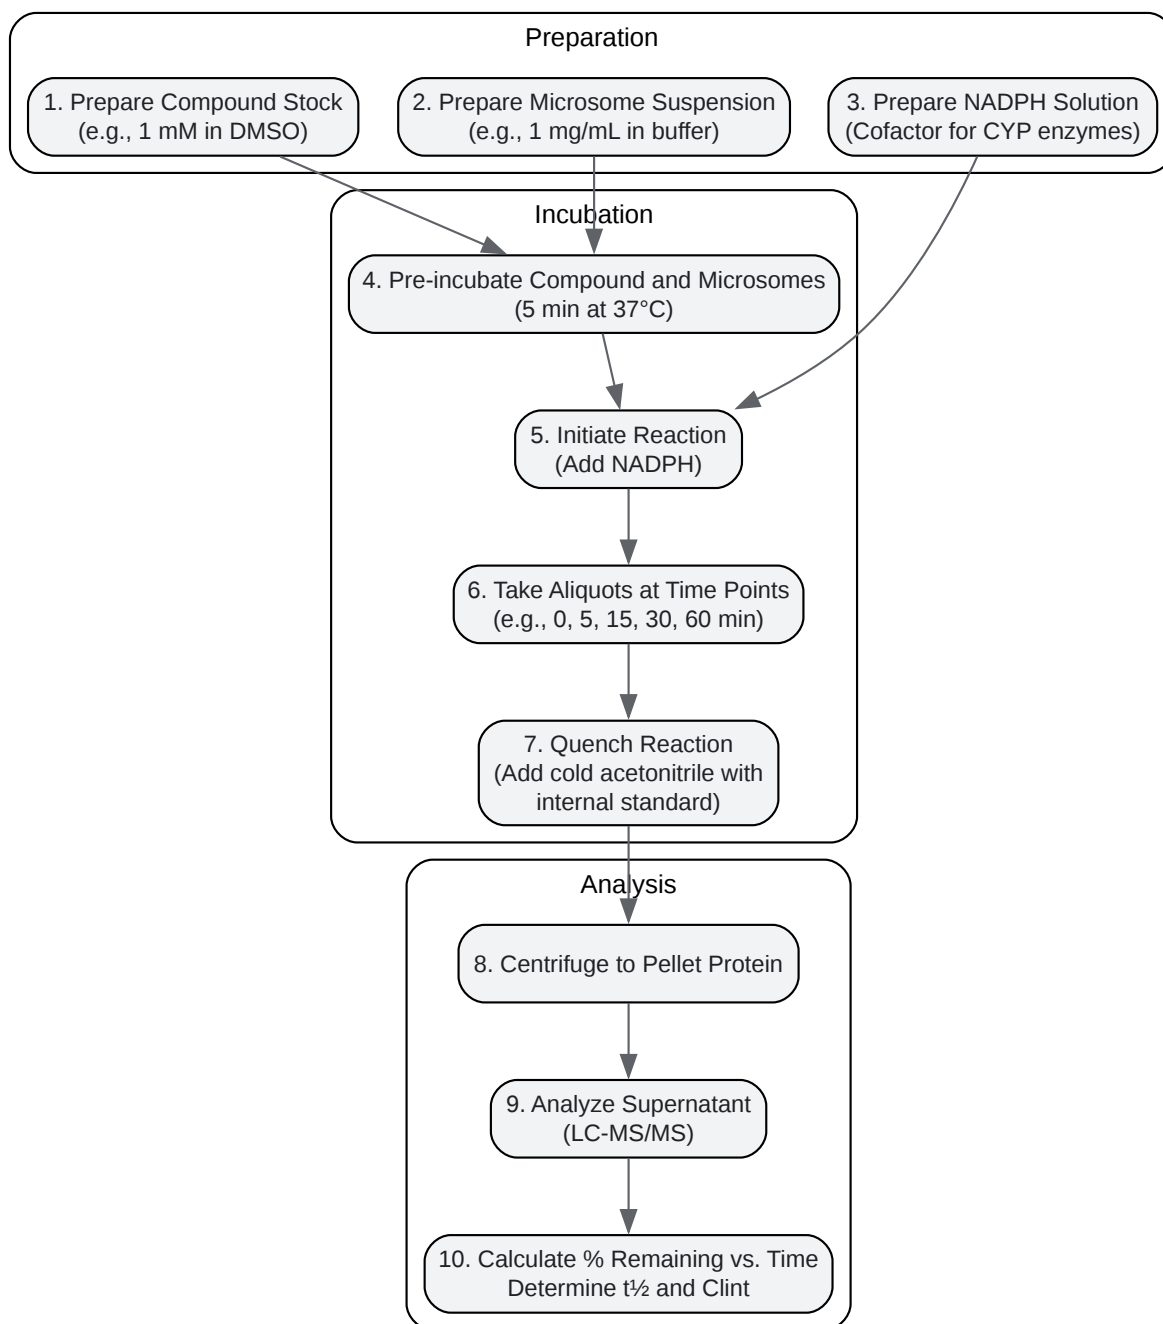 Preparation
1. Prepare Compound Stock
(e.g., 1 mM in DMSO)
2. Prepare Microsome Suspension
(e.g., 1 mg/mL in buffer)
3. Prepare NADPH Solution
(Cofactor for CYP enzymes)
Incubation
4. Pre-incubate Compound and Microsomes
(5 min at 37°C)
5. Initiate Reaction
(Add NADPH)
6. Take Aliquots at Time Points
(e.g., 0, 5, 15, 30, 60 min)
7. Quench Reaction
(Add cold acetonitrile with
internal standard)
Analysis
8. Centrifuge to Pellet Protein
9. Analyze Supernatant
(LC-MS/MS)
10. Calculate % Remaining vs. Time
Determine t½ and Clint